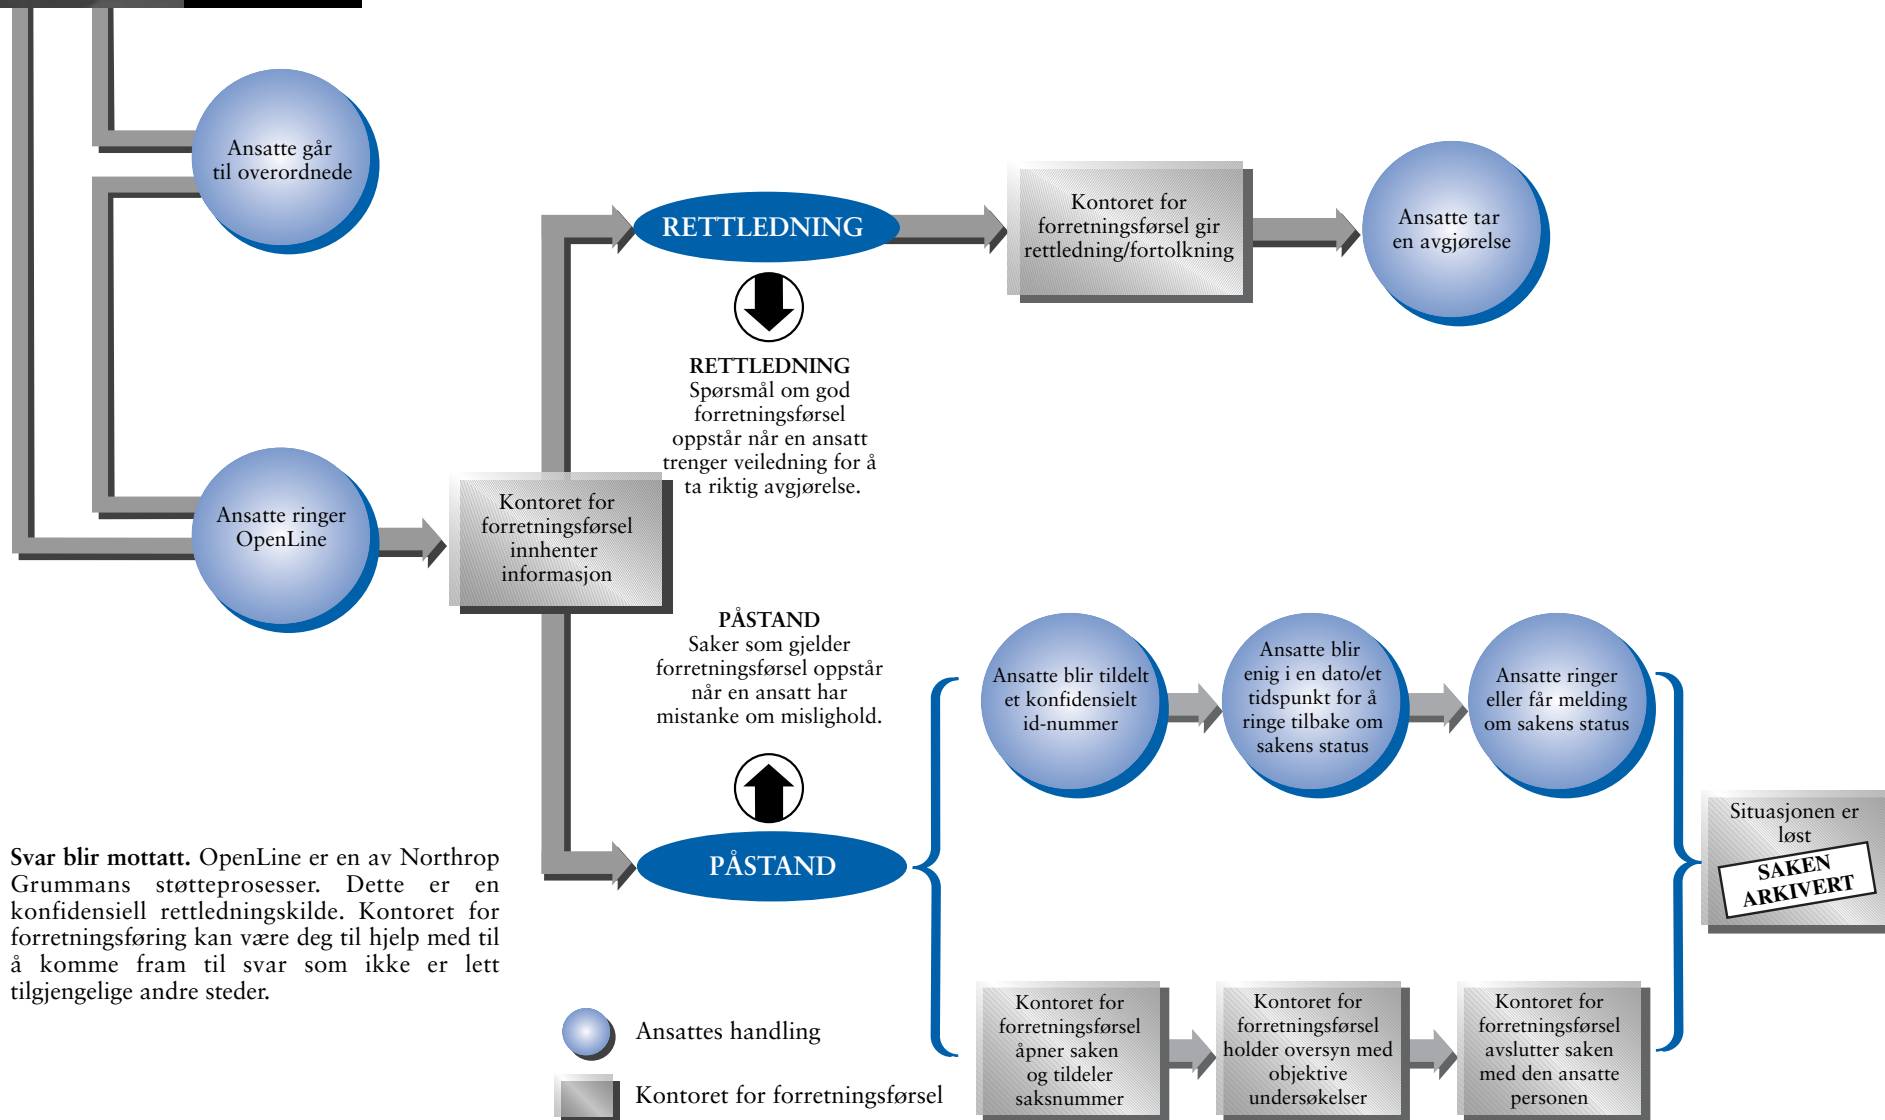 Ansatte går
til overordnede
RETTLEDNING
Kontoret for
forretningsførsel gir
rettledning/fortolkning
Ansatte tar
en avgjørelse
RETTLEDNING
Spørsmål om god
forretningsførsel
oppstår når en ansatt
trenger veiledning for å
ta riktig avgjørelse.
Ansatte ringer
OpenLine
Kontoret for
forretningsførsel
innhenter
informasjon
PÅSTAND
Saker som gjelder
forretningsførsel oppstår
når en ansatt har
mistanke om mislighold.
PÅSTAND
Ansatte blir tildelt
et konfidensielt
id-nummer
Ansatte blir
enig i en dato/et
tidspunkt for å
ringe tilbake om
sakens status
Ansatte ringer
eller får melding
om sakens status
Situasjonen er
løst
SAKEN
ARKIVERT
Svar blir mottatt. OpenLine er en av Northrop
Grummans støtteprosesser. Dette er en
konfidensiell rettledningskilde. Kontoret for
forretningsføring kan være deg til hjelp med til
å komme fram til svar som ikke er lett
tilgjengelige andre steder.
Kontoret for
forretningsførsel
åpner saken
og tildeler
saksnummer
Kontoret for
forretningsførsel
holder oversyn med
objektive
undersøkelser
Kontoret for
forretningsførsel
avslutter saken
med den ansatte
personen
Ansattes handling
Kontoret for forretningsførsel